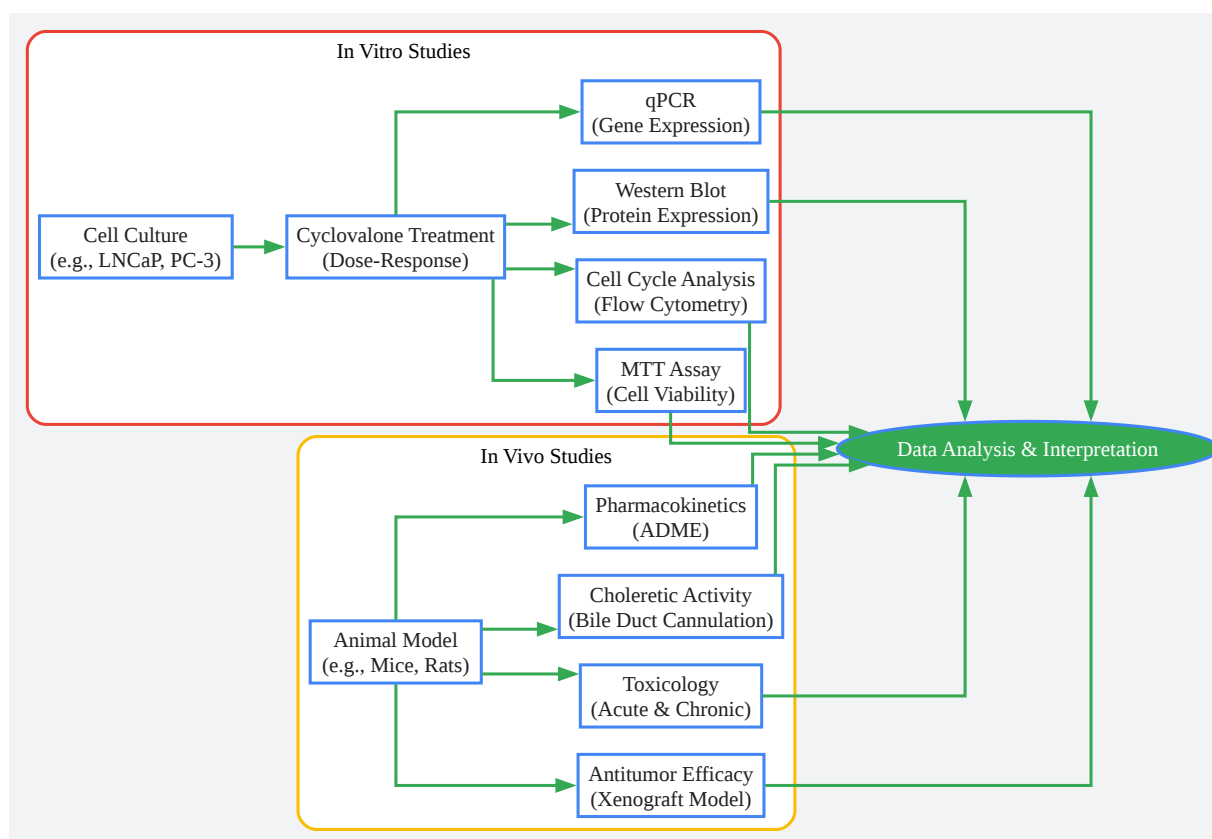 In Vitro Studies
qPCR
(Gene Expression)
Western Blot
(Protein Expression)
Cell Culture
(e.g., LNCaP, PC-3)
Cyclovalone Treatment
(Dose-Response)
Cell Cycle Analysis
(Flow Cytometry)
MTT Assay
(Cell Viability)
Data Analysis & Interpretation
In Vivo Studies
Pharmacokinetics
(ADME)
Choleretic Activity
(Bile Duct Cannulation)
Animal Model
(e.g., Mice, Rats)
Toxicology
(Acute & Chronic)
Antitumor Efficacy
(Xenograft Model)